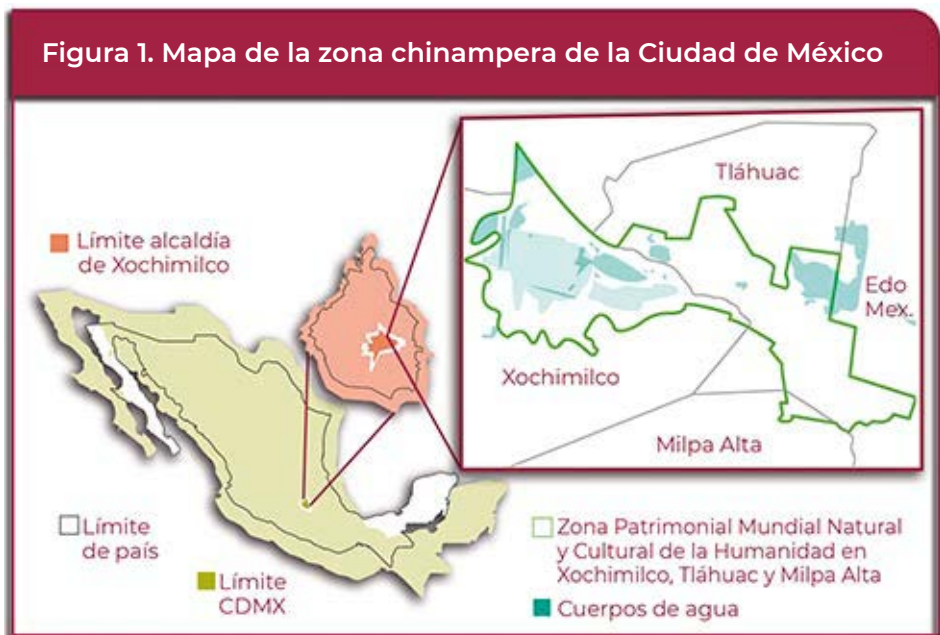 Figura 1. Mapa de la zona chinampera de la Ciudad de México
Límite alcaldía
de Xochimilco
Tláhuac
Edo
Mex.
Xochimilco
Milpa Alta
Límite
de país
Límite
CDMX
Zona Patrimonial Mundial Natural
y Cultural de la Humanidad en
Xochimilco, Tláhuac y Milpa Alta
Cuerpos de agua